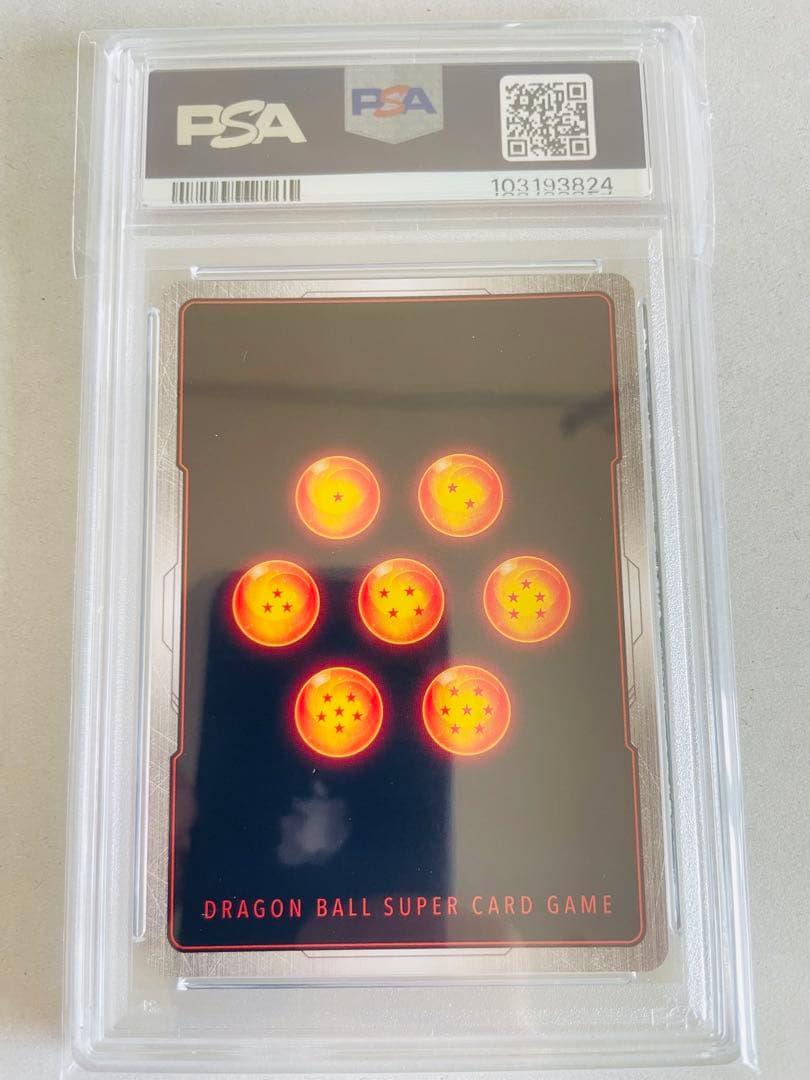 PSA
PSA
103193824
DRAGON BALL SUPER CARD GAME